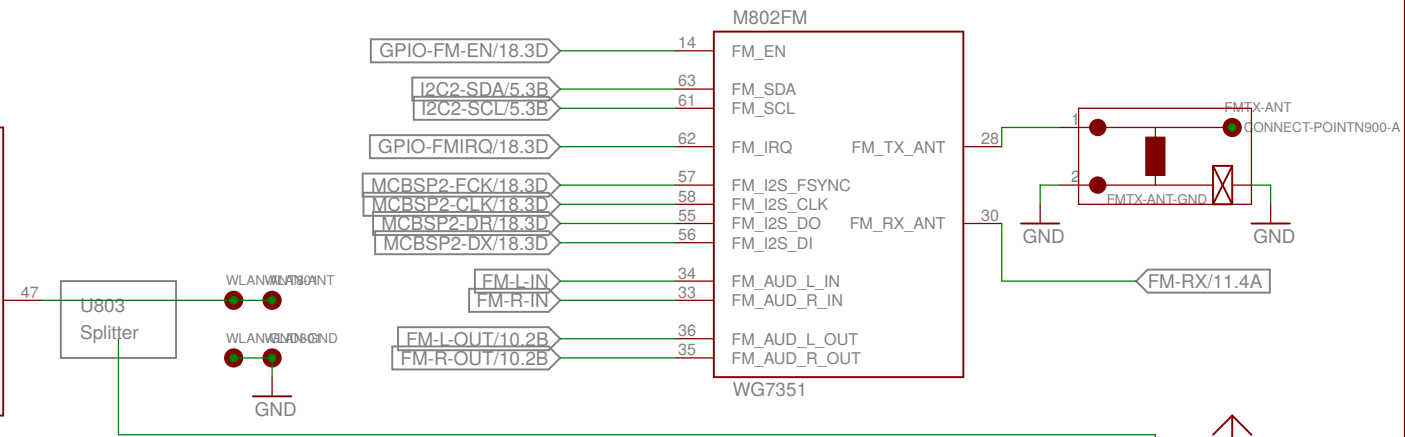 M802FM
GPIO-FM-EN/18.3D 14 FM_EN
I2C2-SDA/5.3B 63 FM_SDA
I2C2-SCL/5.3B 61 FM_SCL
FMTX-ANT
1 CONNECT-POINTN900-A
GPIO-FMIRQ/18.3D 62 FM_IRQ FM_TX_ANT 28
MCBSP2-FCK/18.3D 57 FM_I2S_FSYNC
2
FMTX-ANT-GND
MCBSP2-CLK/18.3D 58 FM_I2S_CLK
MCBSP2-DR/18.3D 55 FM_I2S_DO FM_RX_ANT 30
MCBSP2-DX/18.3D 56 FM_I2S_DI
GND GND
FM-L-IN 34 FM_AUD_L_IN
FM-RX/11.4A
FM-R-IN 33 FM_AUD_R_IN
47
U803
Splitter
FM-L-OUT/10.2B 36 FM_AUD_L_OUT
FM-R-OUT/10.2B 35 FM_AUD_R_OUT
WG7351
GND